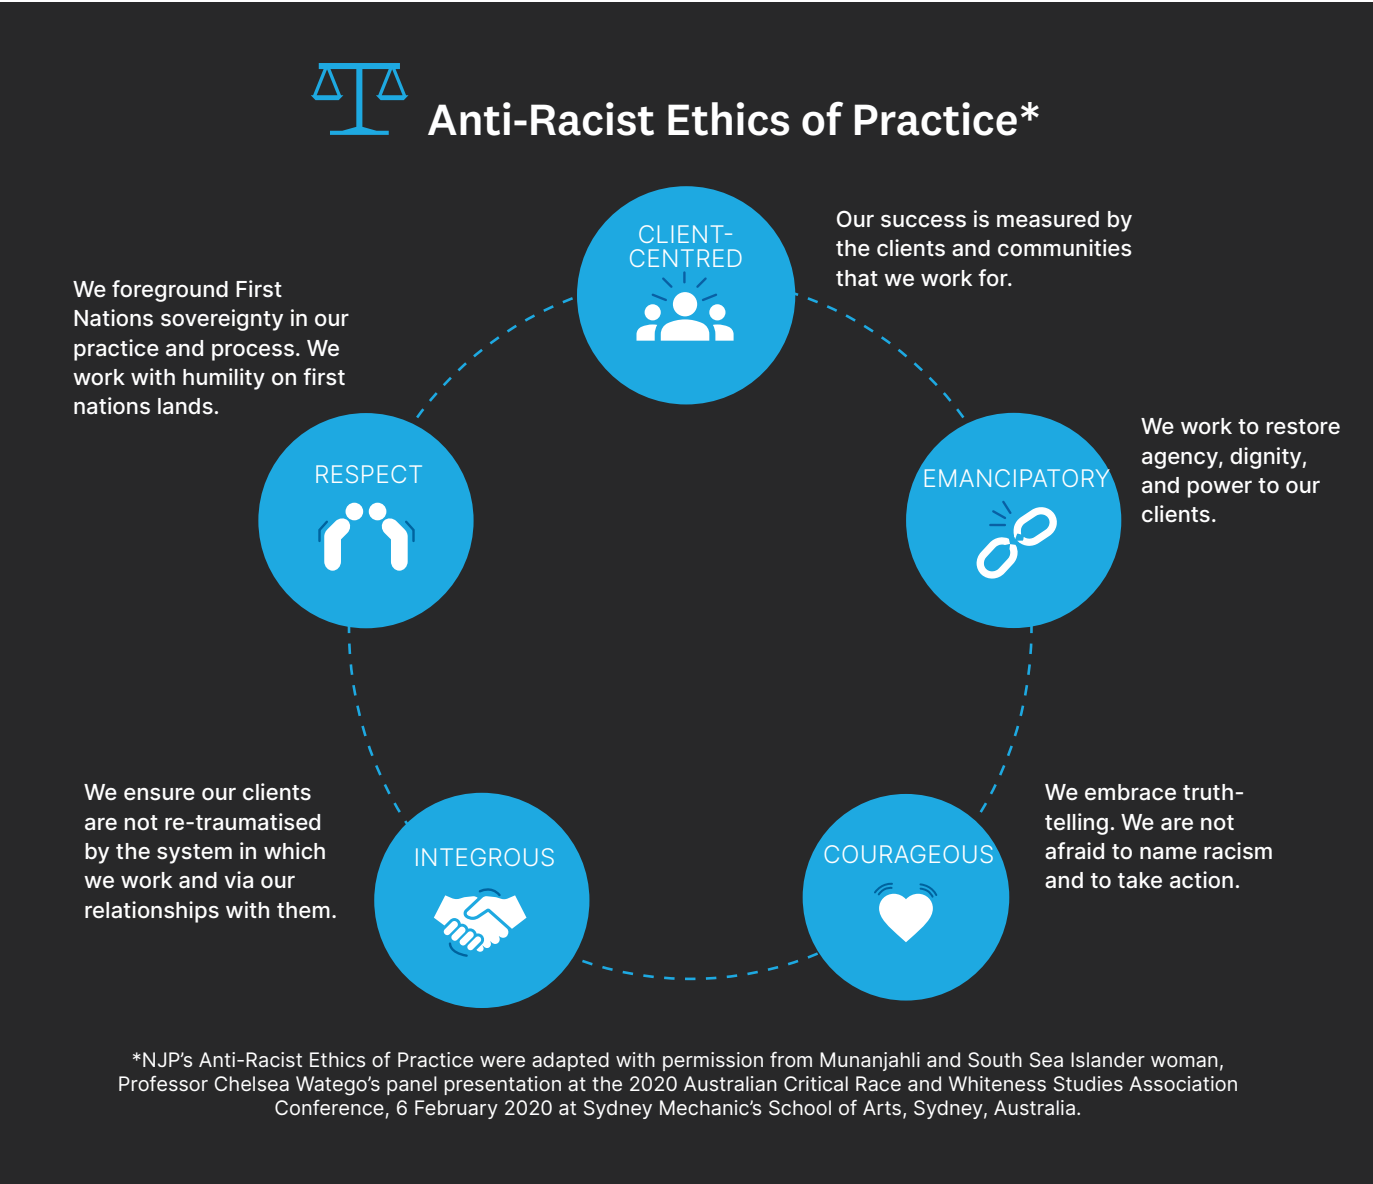 Anti-Racist Ethics of Practice*
CLIENT-
CENTRED
Our success is measured by
the clients and communities
that we work for.
EMANCIPATORY
We work to restore
agency, dignity,
and power to our
clients.
COURAGEOUS
We embrace truth-
telling. We are not
afraid to name racism
and to take action.
INTEGROUS
We ensure our clients
are not re-traumatised
by the system in which
we work and via our
relationships with them.
RESPECT
We foreground First
Nations sovereignty in our
practice and process. We
work with humility on first
nations lands.
*NJP’s Anti-Racist Ethics of Practice were adapted with permission from Munanjahli and South Sea Islander woman,
Professor Chelsea Watego’s panel presentation at the 2020 Australian Critical Race and Whiteness Studies Association
Conference, 6 February 2020 at Sydney Mechanic’s School of Arts, Sydney, Australia.